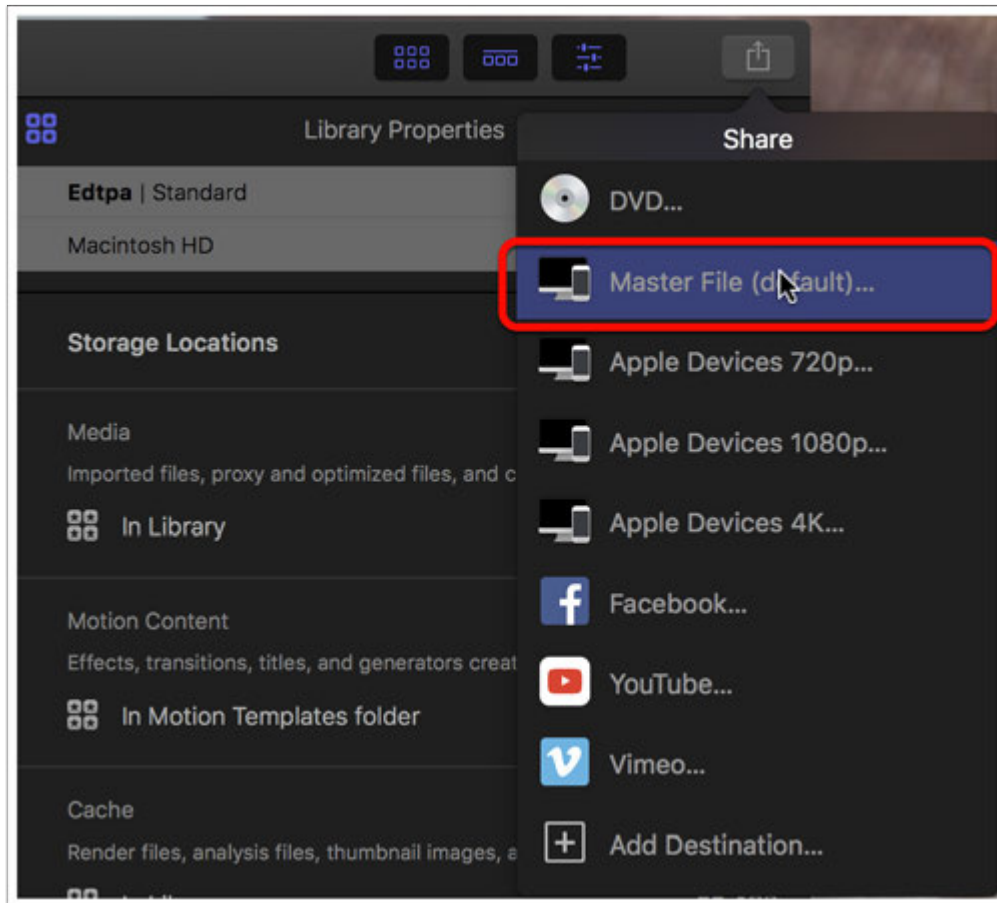 Library Properties
Share
Edtpa | Standard
Macintosh HD
Storage Locations
Media
Imported files, proxy and optimized files, and
In Library
Motion Content
Effects, transitions, titles, and generators
In Motion Templates folder
Cache
Render files, analysis files, thumbnail images,
DVD...
Master File (default)...
Apple Devices 720p...
Apple Devices 1080p...
Apple Devices 4K...
Facebook...
YouTube...
Vimeo...
Add Destination...